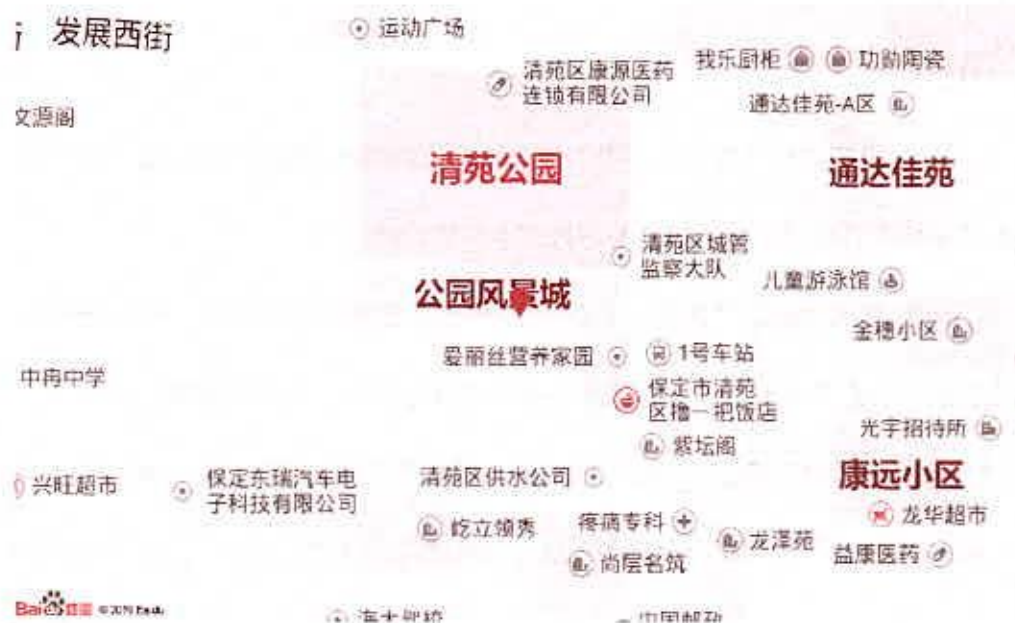 发展西街
运动广场
我乐厨柜
功勋陶瓷
清苑区康源医药
连锁有限公司
通达佳苑-A区
文源阁
清苑公园
通达佳苑
清苑区城管
监察大队
儿童游泳馆
公园风景城
金穗小区
爱丽丝营养家园
1号车站
中冉中学
保定市清苑
区撸一把饭店
光宇招待所
紫坛阁
兴旺超市
保定东瑞汽车电
子科技有限公司
清苑区供水公司
康远小区
龙华超市
屹立领秀
疼痛专科
龙泽苑
益康医药
尚层名筑
Bai 地图 © 2019 Baidu